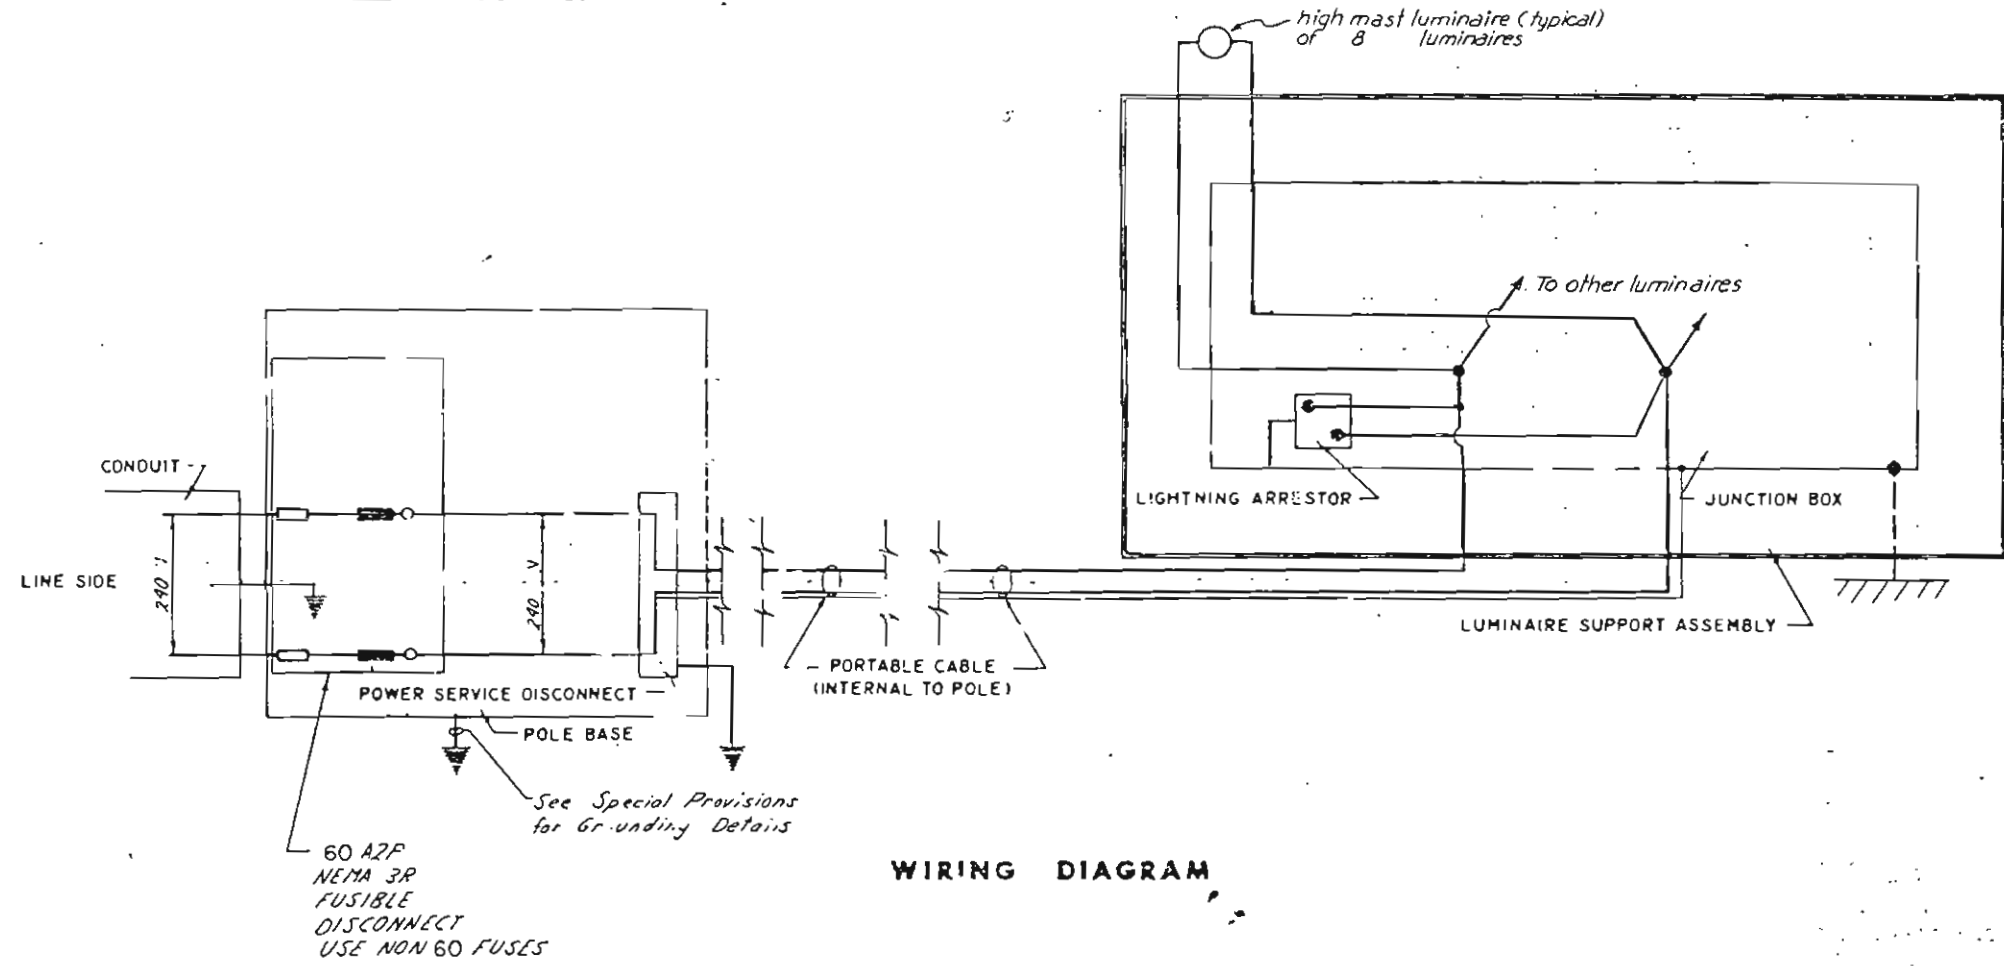 high mast luminaire (typical)
of 8 luminaires
To other luminaires
CONDUIT
LINE SIDE
240
240 V
LIGHTNING ARRESTOR
JUNCTION BOX
LUMINAIRE SUPPORT ASSEMBLY
PORTABLE CABLE
(INTERNAL TO POLE)
POWER SERVICE DISCONNECT
POLE BASE
See Special Provisions
for Grounding Details
60 A2P
NEMA 3R
FUSIBLE
DISCONNECT
USE NON 60 FUSES
WIRING DIAGRAM